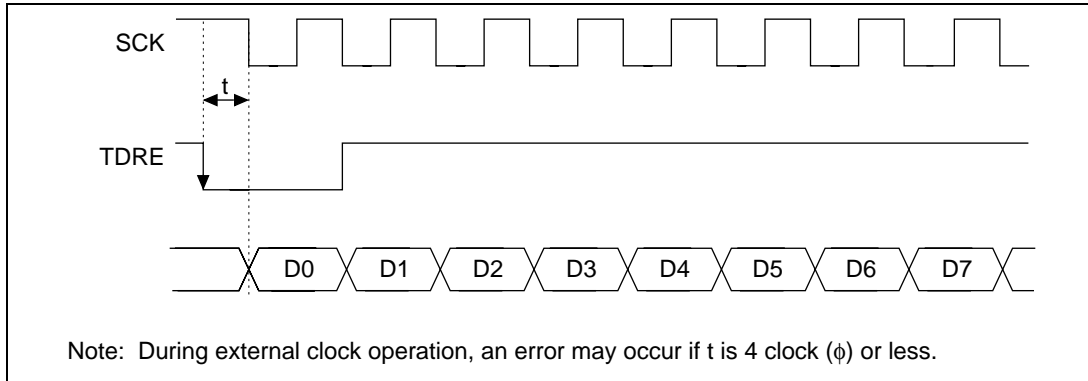 SCK
t
TDRE
D0 D1 D2 D3 D4 D5 D6 D7
Note: During external clock operation, an error may occur if t is 4 clock (ϕ) or less.